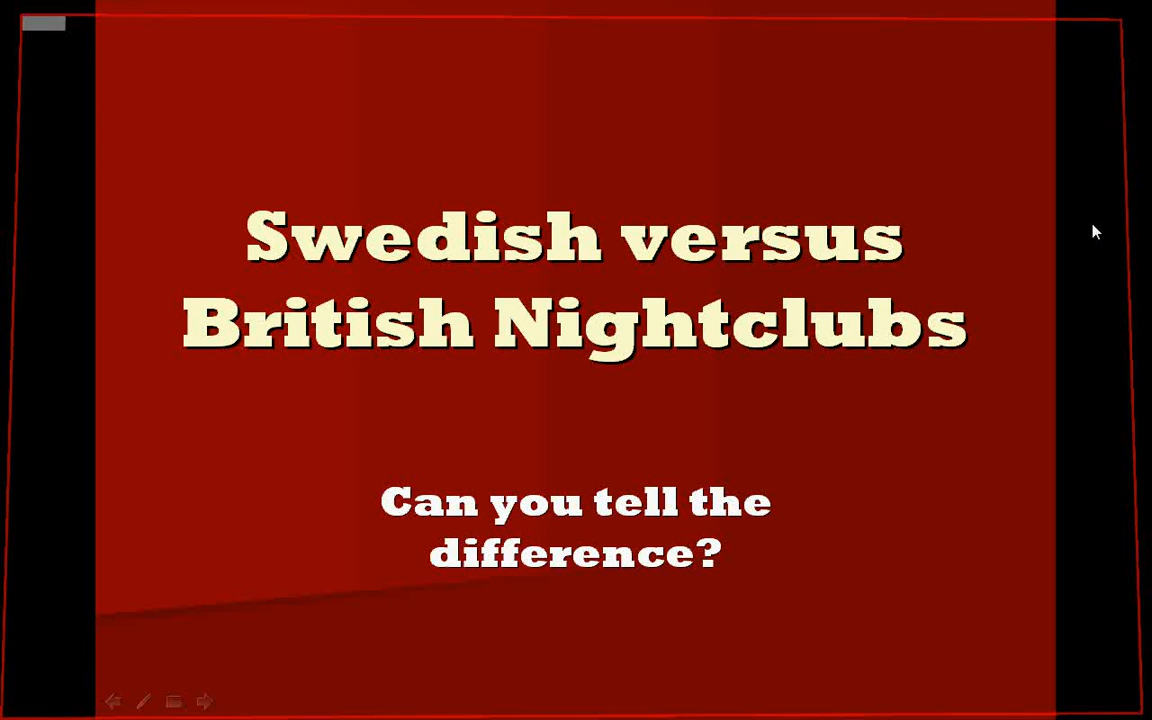 Swedish versus
British Nightclubs
Can you tell the
difference?